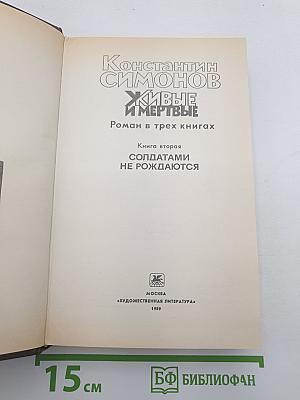 Константин
СИМОНОВ
ЖИВЫЕ
И МЕРТВЫЕ
Роман в трех книгах
Книга вторая
СОЛДАТАМИ
НЕ РОЖДАЮТСЯ
МОСКВА
«ХУДОЖЕСТВЕННАЯ ЛИТЕРАТУРА»
1989
15 см
БФ БИБЛИОФАН